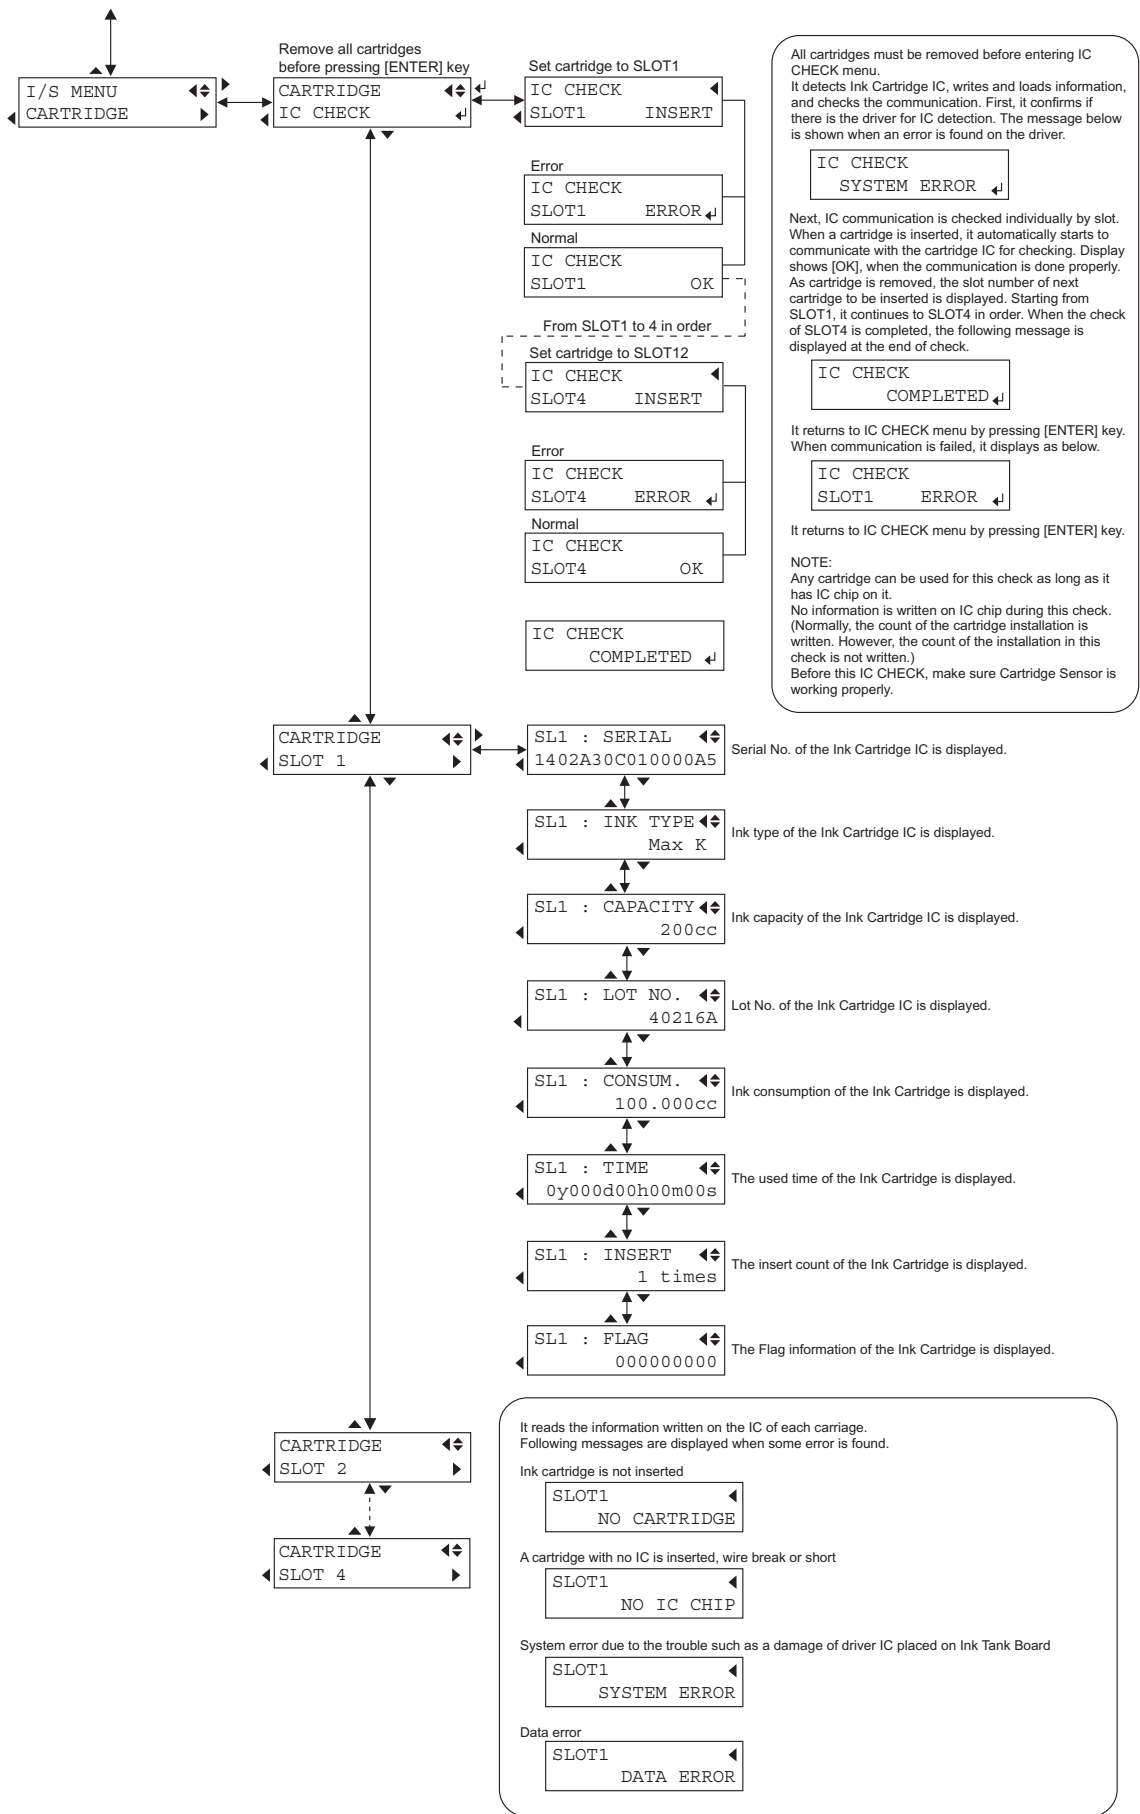 Remove all cartridges
before pressing [ENTER] key
I/S MENU
CARTRIDGE
CARTRIDGE
IC CHECK
Set cartridge to SLOT1
IC CHECK
SLOT1 INSERT
Error
IC CHECK
SLOT1 ERROR
Normal
IC CHECK
SLOT1 OK
From SLOT1 to 4 in order
Set cartridge to SLOT12
IC CHECK
SLOT4 INSERT
Error
IC CHECK
SLOT4 ERROR
Normal
IC CHECK
SLOT4 OK
IC CHECK
COMPLETED
All cartridges must be removed before entering IC
CHECK menu.
It detects Ink Cartridge IC, writes and loads information,
and checks the communication. First, it confirms if
there is the driver for IC detection. The message below
is shown when an error is found on the driver.
IC CHECK
SYSTEM ERROR
Next, IC communication is checked individually by slot.
When a cartridge is inserted, it automatically starts to
communicate with the cartridge IC for checking. Display
shows [OK], when the communication is done properly.
As cartridge is removed, the slot number of next
cartridge to be inserted is displayed. Starting from
SLOT1, it continues to SLOT4 in order. When the check
of SLOT4 is completed, the following message is
displayed at the end of check.
IC CHECK
COMPLETED
It returns to IC CHECK menu by pressing [ENTER] key.
When communication is failed, it displays as below.
IC CHECK
SLOT1 ERROR
It returns to IC CHECK menu by pressing [ENTER] key.
NOTE:
Any cartridge can be used for this check as long as it
has IC chip on it.
No information is written on IC chip during this check.
(Normally, the count of the cartridge installation is
written. However, the count of the installation in this
check is not written.)
Before this IC CHECK, make sure Cartridge Sensor is
working properly.
CARTRIDGE
SLOT 1
SL1 : SERIAL
1402A30C010000A5
Serial No. of the Ink Cartridge IC is displayed.
SL1 : INK TYPE
Max K
Ink type of the Ink Cartridge IC is displayed.
SL1 : CAPACITY
200cc
Ink capacity of the Ink Cartridge IC is displayed.
SL1 : LOT NO.
40216A
Lot No. of the Ink Cartridge IC is displayed.
SL1 : CONSUM.
100.000cc
Ink consumption of the Ink Cartridge is displayed.
SL1 : TIME
0y000d00h00m00s
The used time of the Ink Cartridge is displayed.
SL1 : INSERT
1 times
The insert count of the Ink Cartridge is displayed.
SL1 : FLAG
000000000
The Flag information of the Ink Cartridge is displayed.
CARTRIDGE
SLOT 2
CARTRIDGE
SLOT 4
It reads the information written on the IC of each carriage.
Following messages are displayed when some error is found.
Ink cartridge is not inserted
SLOT1
NO CARTRIDGE
A cartridge with no IC is inserted, wire break or short
SLOT1
NO IC CHIP
System error due to the trouble such as a damage of driver IC placed on Ink Tank Board
SLOT1
SYSTEM ERROR
Data error
SLOT1
DATA ERROR